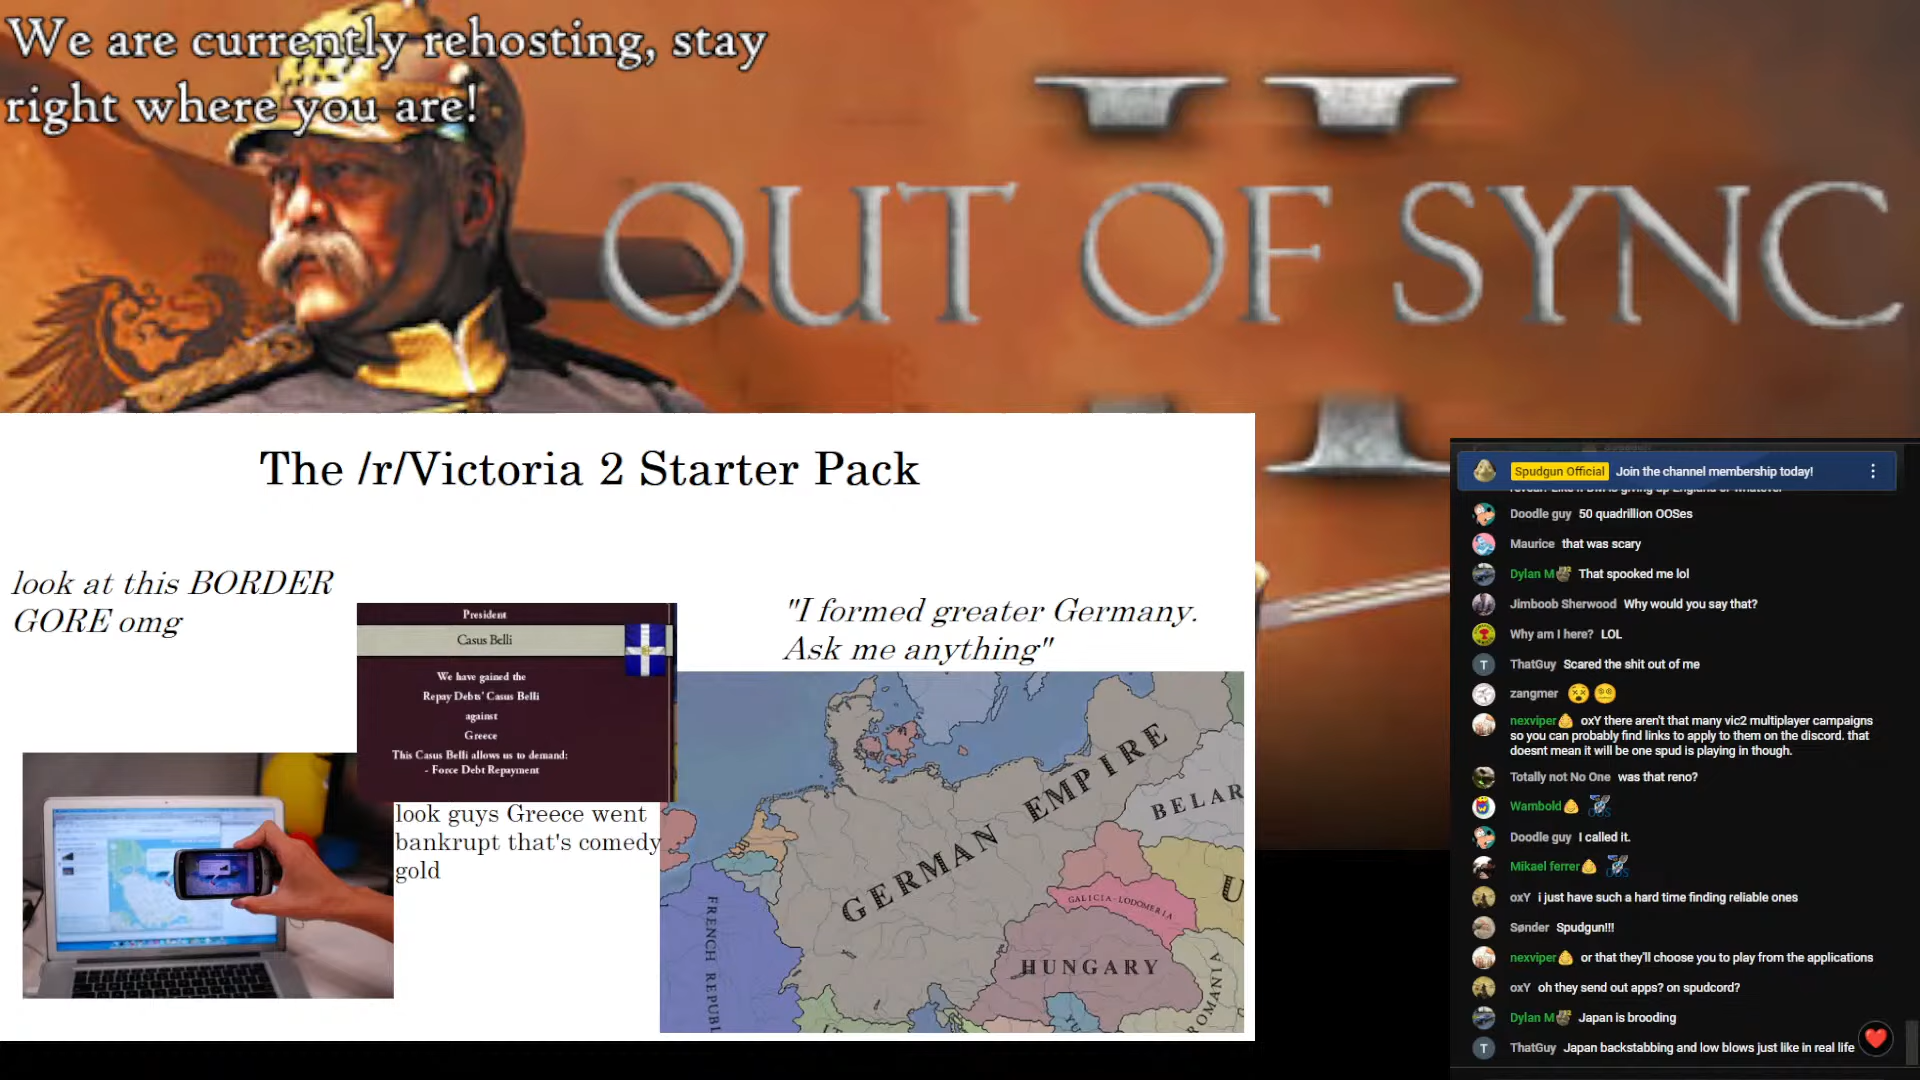 We are currently rehosting, stay
right where you are!
OUT OF SYNC
The /r/Victoria 2 Starter Pack
look at this BORDER
GORE omg
President
Casus Belli
We have gained the
Repay Debts' Casus Belli
against
Greece
This Casus Belli allows us to demand:
- Force Debt Repayment
look guys Greece went
bankrupt that's comedy
gold
"I formed greater Germany.
Ask me anything"
GERMAN EMPIRE
BELAR
U
GALICIA-LODOMERIA
FRENCH REPUBL
HUNGARY
ROMANIA
IT
YU
Spudgun Official Join the channel membership today!
Doodle guy 50 quadrillion OOSes
Maurice that was scary
Dylan M That spooked me lol
Jimboob Sherwood Why would you say that?
Why am I here? LOL
T ThatGuy Scared the shit out of me
zangmer 😵 😵‍💫
nexviper oxY there aren't that many vic2 multiplayer campaigns
so you can probably find links to apply to them on the discord. that
doesnt mean it will be one spud is playing in though.
Totally not No One was that reno?
Wambold OOS
Doodle guy I called it.
Mikael ferrer OOS
oxY i just have such a hard time finding reliable ones
Sønder Spudgun!!!
nexviper or that they'll choose you to play from the applications
oxY oh they send out apps? on spudcord?
Dylan M Japan is brooding
T ThatGuy Japan backstabbing and low blows just like in real life